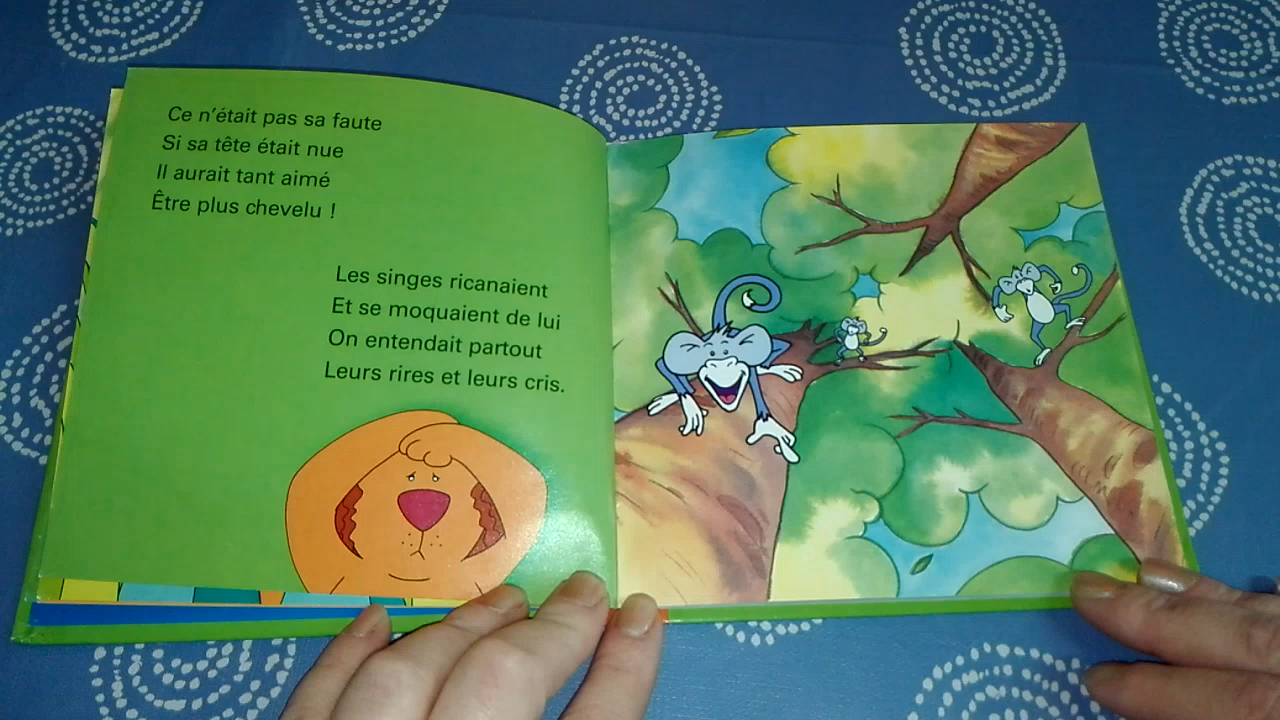 Ce n'était pas sa faute
Si sa tête était nue
Il aurait tant aimé
Être plus chevelu !
Les singes ricanaient
Et se moquaient de lui
On entendait partout
Leurs rires et leurs cris.